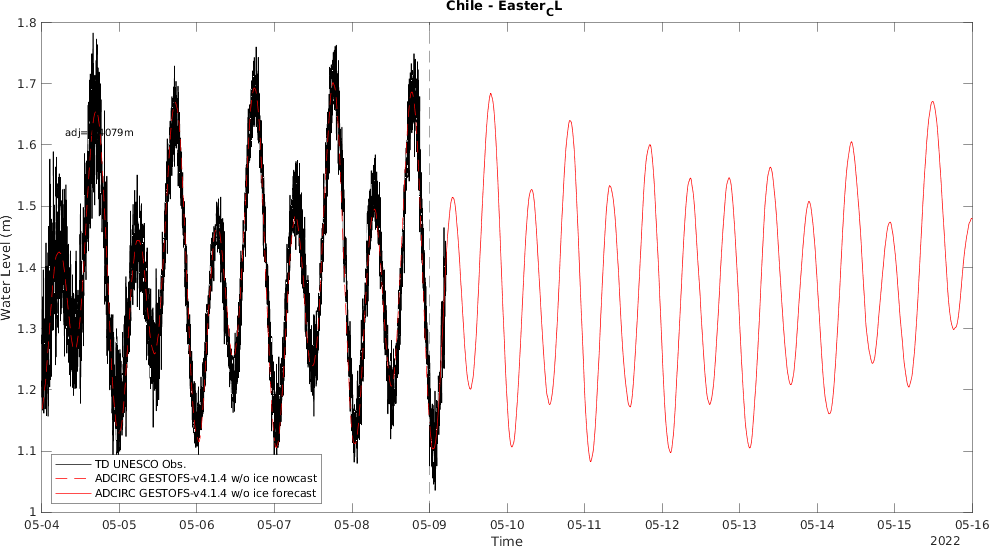 Chile - Easter_CL
1.8
1.7
1.6
1.5
1.4
1.3
1.2
1.1
1
Water Level (m)
TD UNESCO Obs.
ADCIRC GESTOFS-v4.1.4 w/o ice nowcast
ADCIRC GESTOFS-v4.1.4 w/o ice forecast
05-04 05-05 05-06 05-07 05-08 05-09 05-10 05-11 05-12 05-13 05-14 05-15 05-16
Time
2022